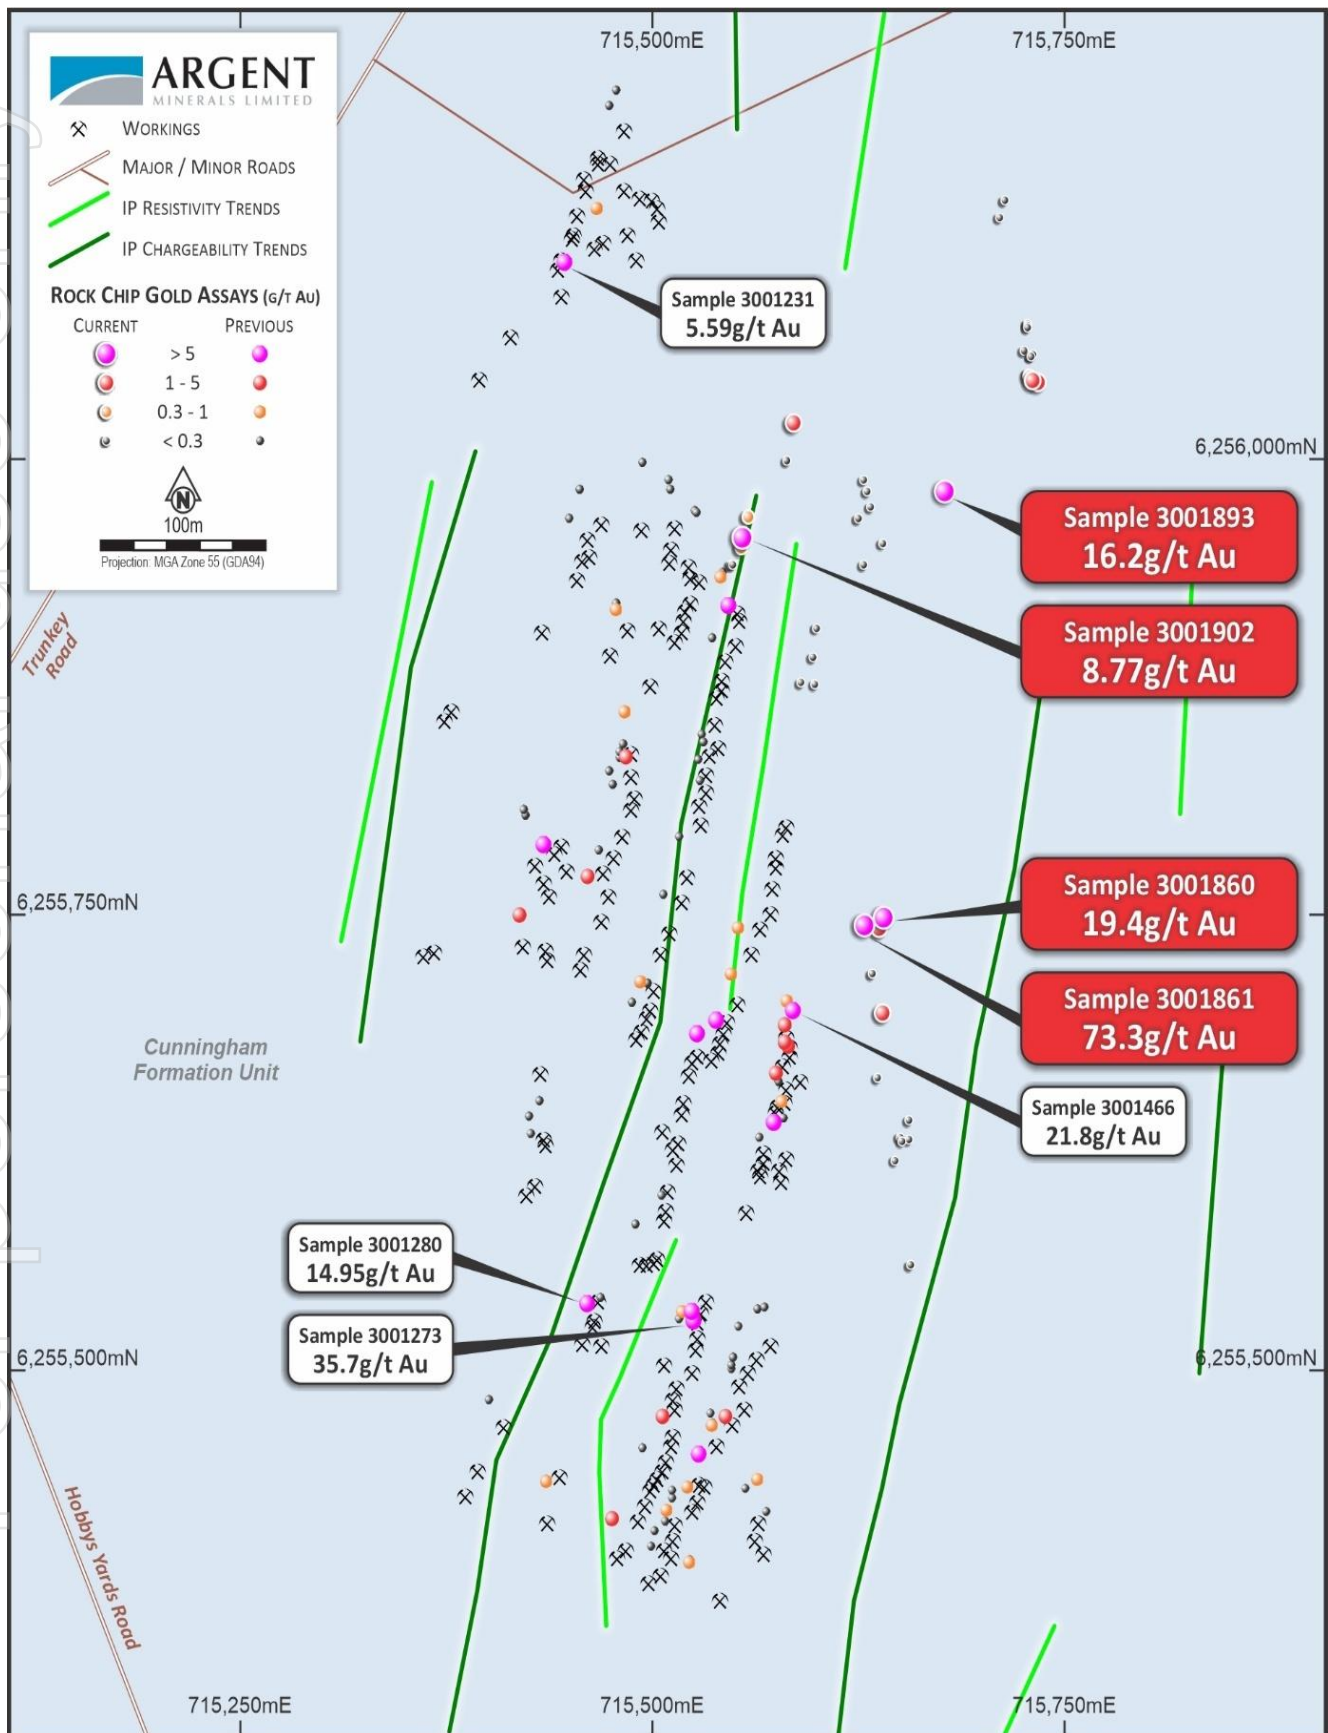 715,500mE
715,750mE
ARGENT
MINERALS LIMITED
WORKINGS
MAJOR / MINOR ROADS
IP RESISTIVITY TRENDS
IP CHARGEABILITY TRENDS
ROCK CHIP GOLD ASSAYS (G/T AU)
CURRENT PREVIOUS
> 5
1 - 5
0.3 - 1
< 0.3
N
100m
Projection: MGA Zone 55 (GDA94)
Sample 3001231
5.59g/t Au
6,256,000mN
Sample 3001893
16.2g/t Au
Trunkey
Road
Sample 3001902
8.77g/t Au
6,255,750mN
Sample 3001860
19.4g/t Au
Sample 3001861
73.3g/t Au
Cunningham
Formation Unit
Sample 3001466
21.8g/t Au
Sample 3001280
14.95g/t Au
Sample 3001273
35.7g/t Au
6,255,500mN
6,255,500mN
Hobbys Yards Road
715,250mE
715,500mE
715,750mE